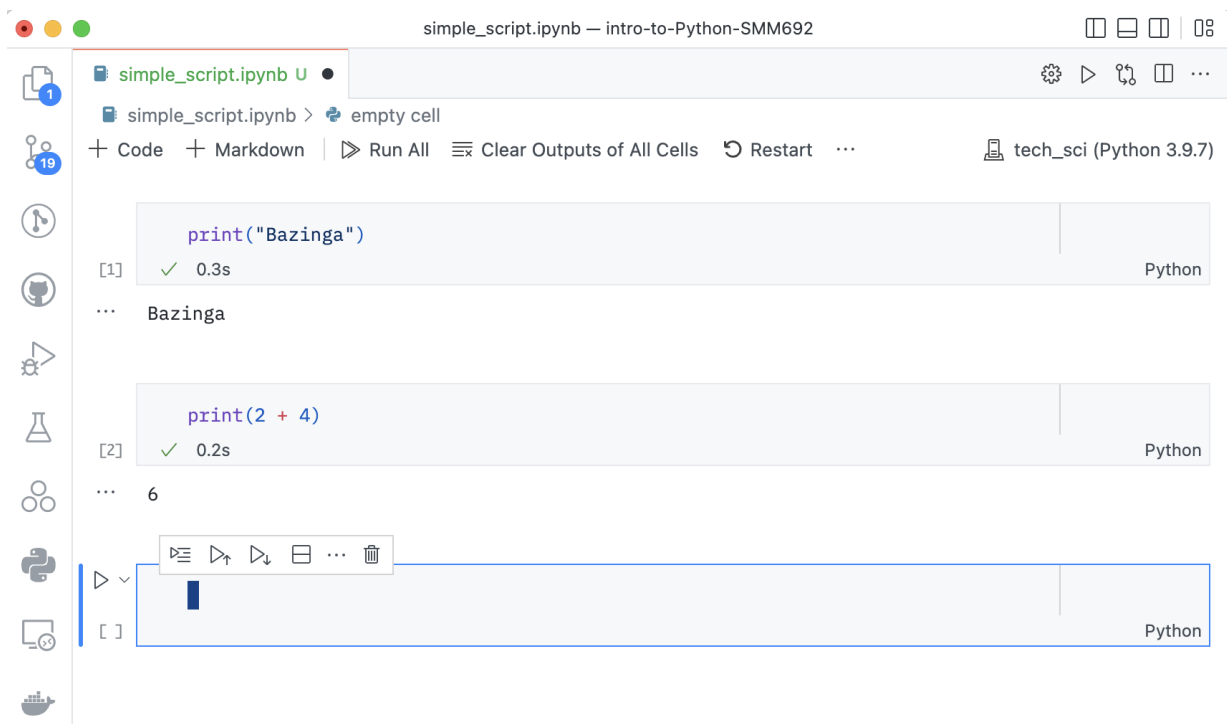 simple_script.ipynb — intro-to-Python-SMM692
simple_script.ipynb U
simple_script.ipynb > empty cell
+ Code + Markdown Run All Clear Outputs of All Cells Restart ··· tech_sci (Python 3.9.7)
1
19
print("Bazinga")
[1] 0.3s Python
··· Bazinga
print(2 + 4)
[2] 0.2s Python
··· 6
[ ] Python